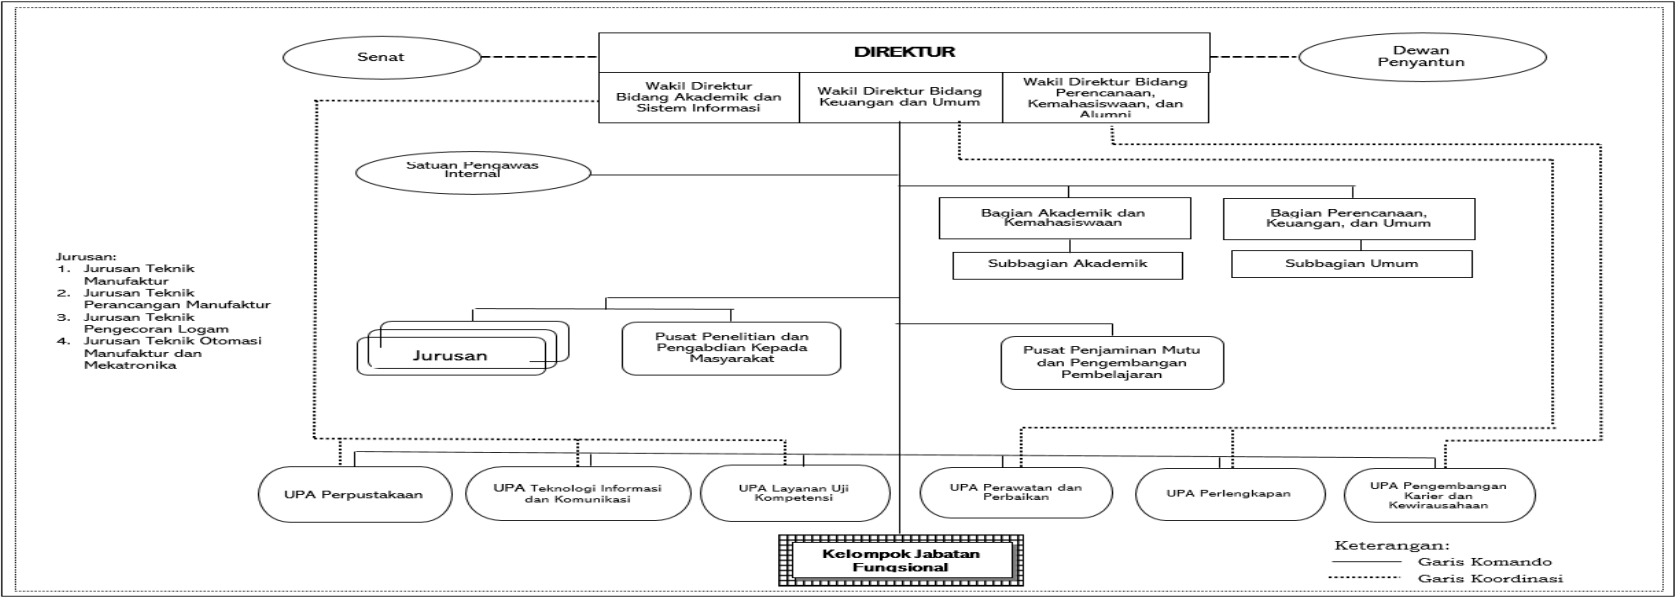 Senat
DIREKTUR
Dewan
Penyantun
Wakil Direktur
Bidang Akademik dan
Sistem Informasi
Wakil Direktur Bidang
Keuangan dan Umum
Wakil Direktur Bidang
Perencanaan,
Kemahasiswaan, dan
Alumni
Satuan Pengawas
Internal
Bagian Akademik dan
Kemahasiswaan
Bagian Perencanaan,
Keuangan, dan Umum
Subbagian Akademik
Subbagian Umum
Jurusan:
1. Jurusan Teknik
Manufaktur
2. Jurusan Teknik
Perancangan Manufaktur
3. Jurusan Teknik
Pengecoran Logam
4. Jurusan Teknik Otomasi
Manufaktur dan
Mekatronika
Jurusan
Pusat Penelitian dan
Pengabdian Kepada
Masyarakat
Pusat Penjaminan Mutu
dan Pengembangan
Pembelajaran
UPA Perpustakaan
UPA Teknologi Informasi
dan Komunikasi
UPA Layanan Uji
Kompetensi
UPA Perawatan dan
Perbaikan
UPA Perlengkapan
UPA Pengembangan
Karier dan
Kewirausahaan
Kelompok Jabatan
Fungsional
Keterangan:
Garis Komando
Garis Koordinasi